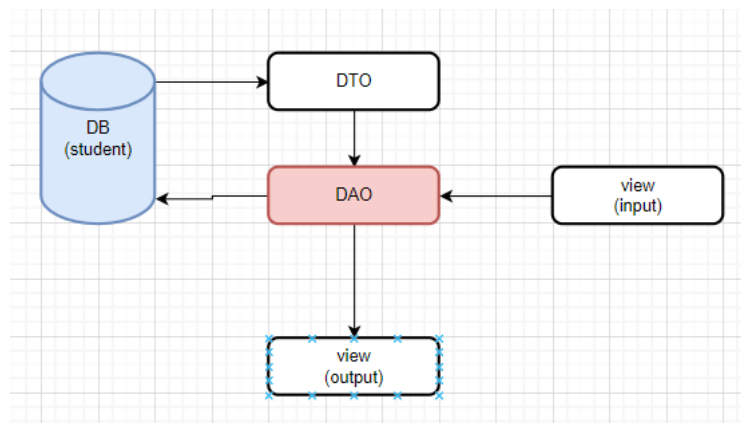 DTO
DB
(student)
DAO
view
(input)
view
(output)